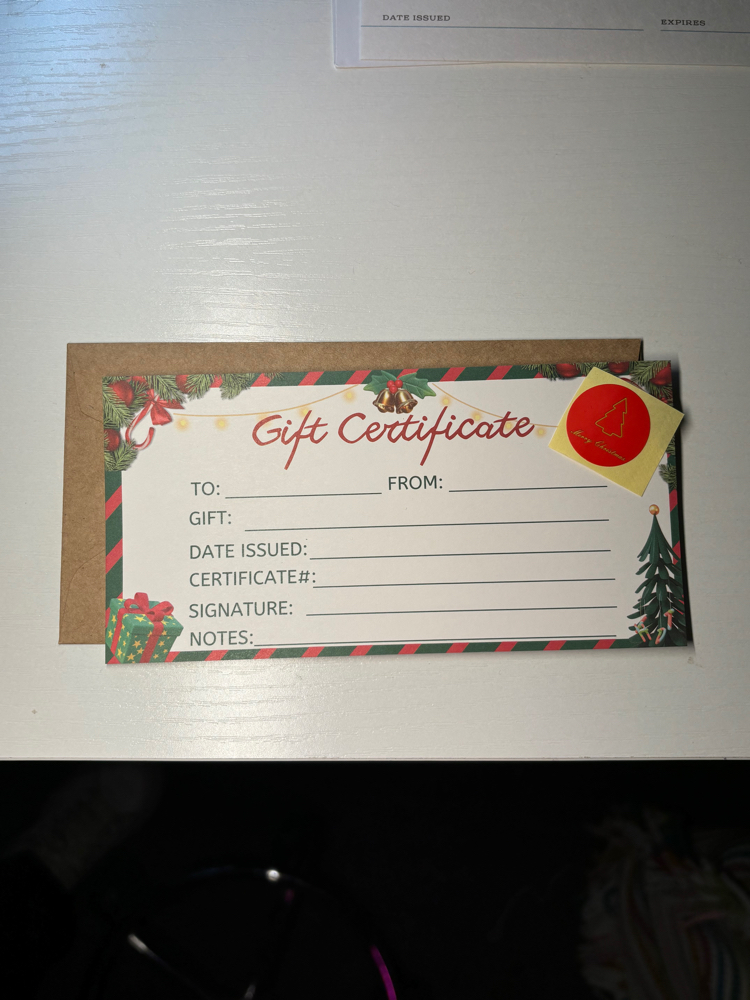 DATE ISSUED EXPIRES
Gift Certificate
Merry Christmas
TO: FROM:
GIFT:
DATE ISSUED:
CERTIFICATE#:
SIGNATURE:
NOTES: